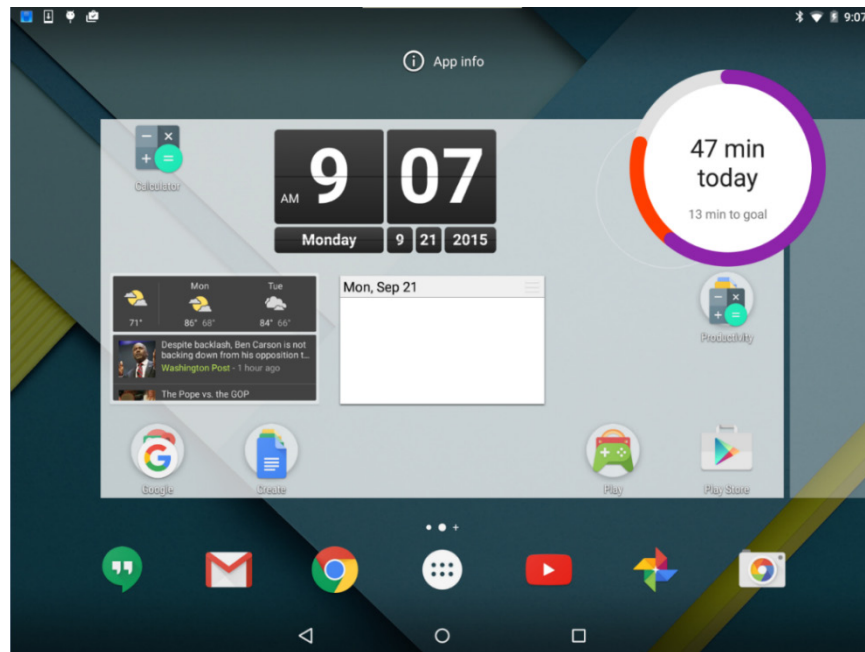 9:07
App info
47 min
today
13 min to goal
Calculator
AM 9 07
Monday 9 21 2015
Mon Tue
71° 86° 68° 84° 66°
Despite backlash, Ben Carson is not
backing down from his opposition t...
Washington Post - 1 hour ago
The Pope vs. the GOP
Mon, Sep 21
Productivity
Google
Create
Play
Play Store